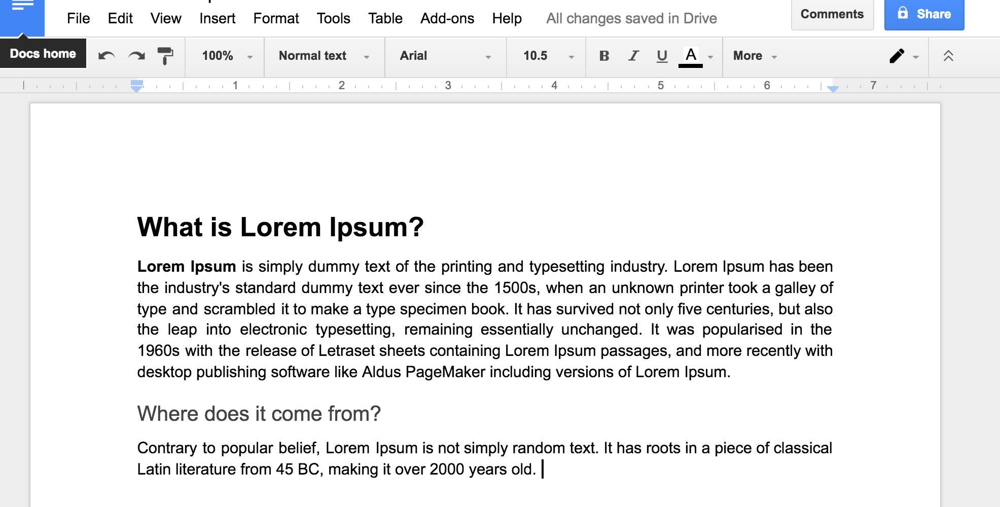 File Edit View Insert Format Tools Table Add-ons Help All changes saved in Drive Comments Share
Docs home 100% Normal text Arial 10.5 B I U A More
1 2 3 4 5 6 7
What is Lorem Ipsum?
Lorem Ipsum is simply dummy text of the printing and typesetting industry. Lorem Ipsum has been
the industry's standard dummy text ever since the 1500s, when an unknown printer took a galley of
type and scrambled it to make a type specimen book. It has survived not only five centuries, but also
the leap into electronic typesetting, remaining essentially unchanged. It was popularised in the
1960s with the release of Letraset sheets containing Lorem Ipsum passages, and more recently with
desktop publishing software like Aldus PageMaker including versions of Lorem Ipsum.
Where does it come from?
Contrary to popular belief, Lorem Ipsum is not simply random text. It has roots in a piece of classical
Latin literature from 45 BC, making it over 2000 years old.